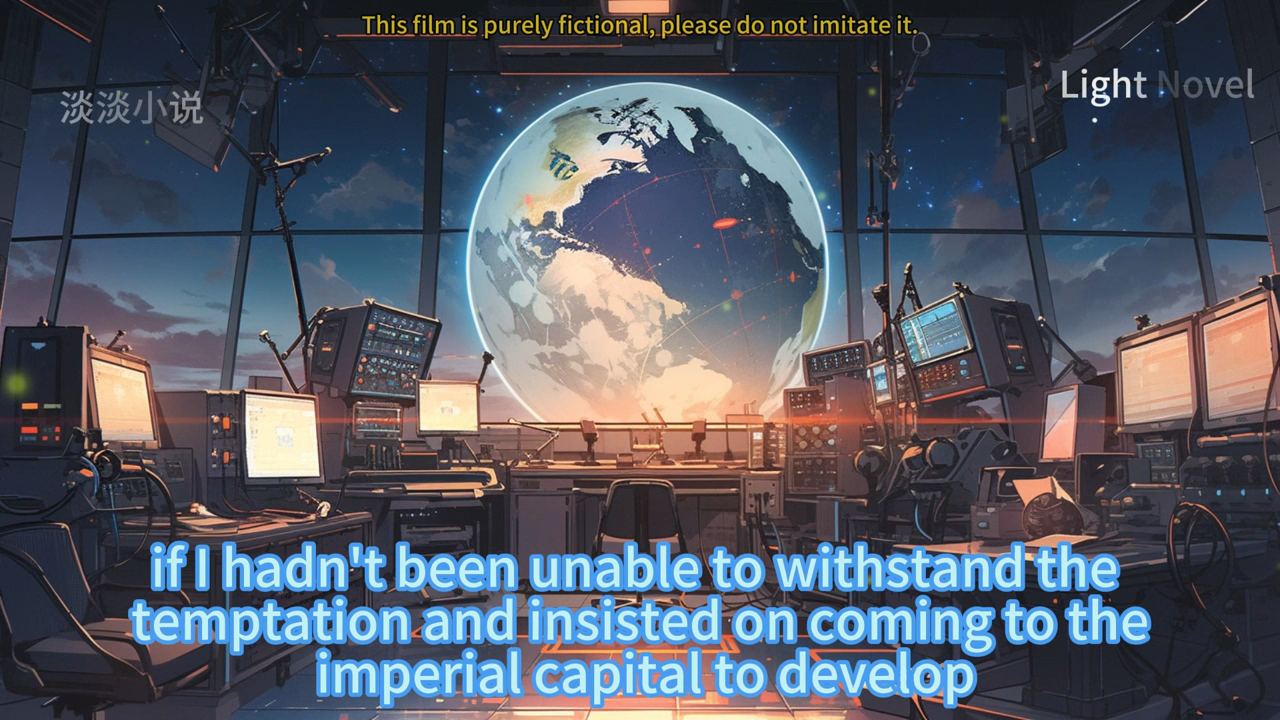 This film is purely fictional, please do not imitate it.
淡淡小说
Light Novel
if I hadn't been unable to withstand the
temptation and insisted on coming to the
imperial capital to develop